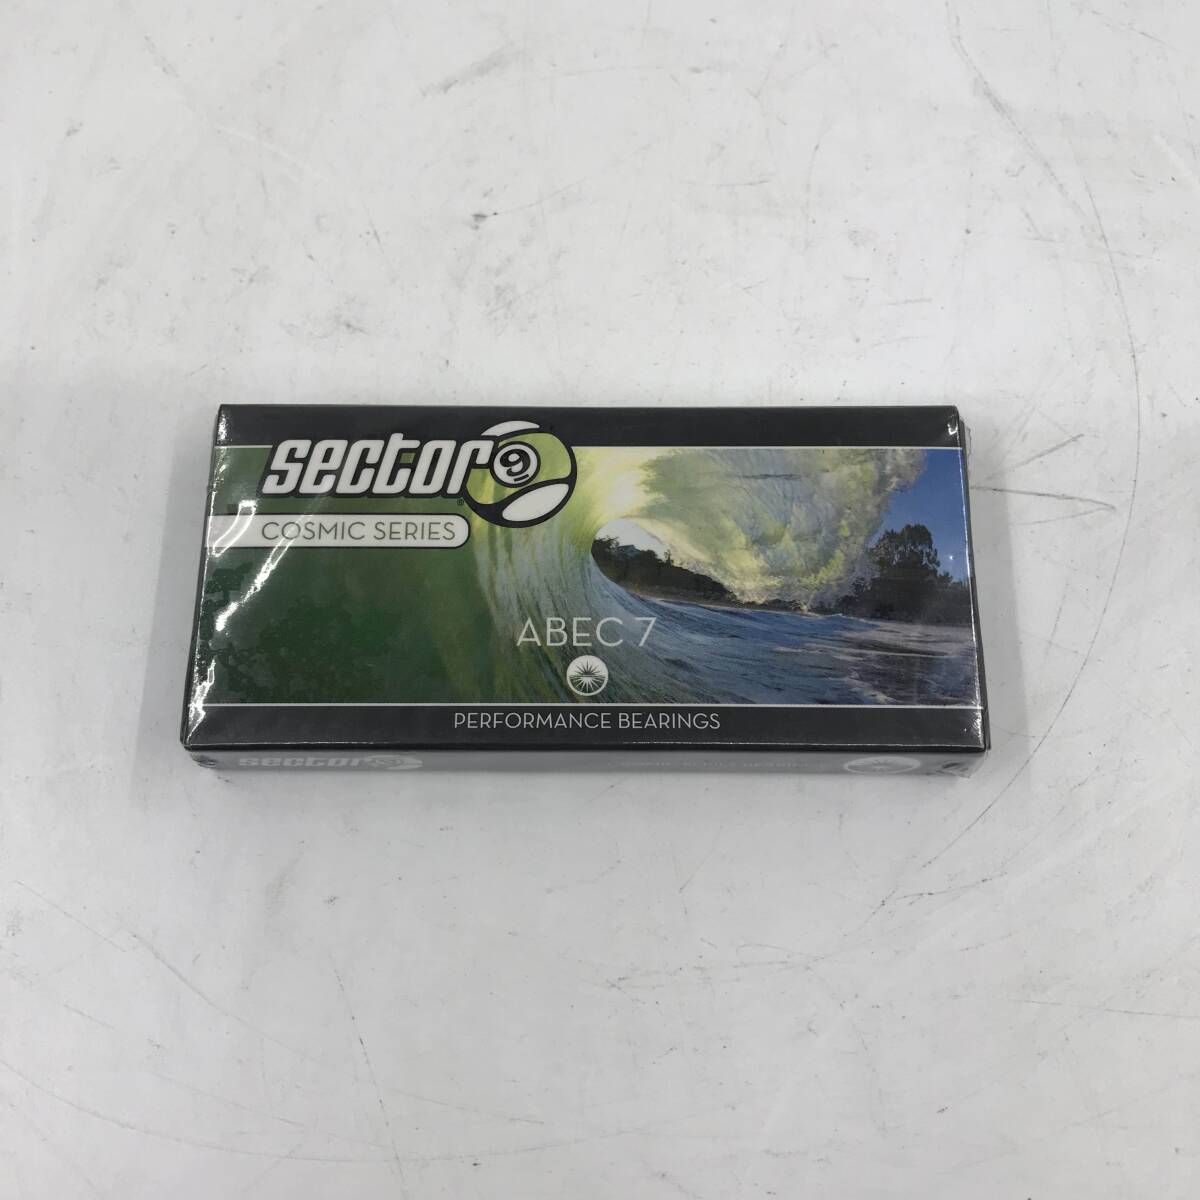 sector 9
®
COSMIC SERIES
ABEC 7
PERFORMANCE BEARINGS
sector 9